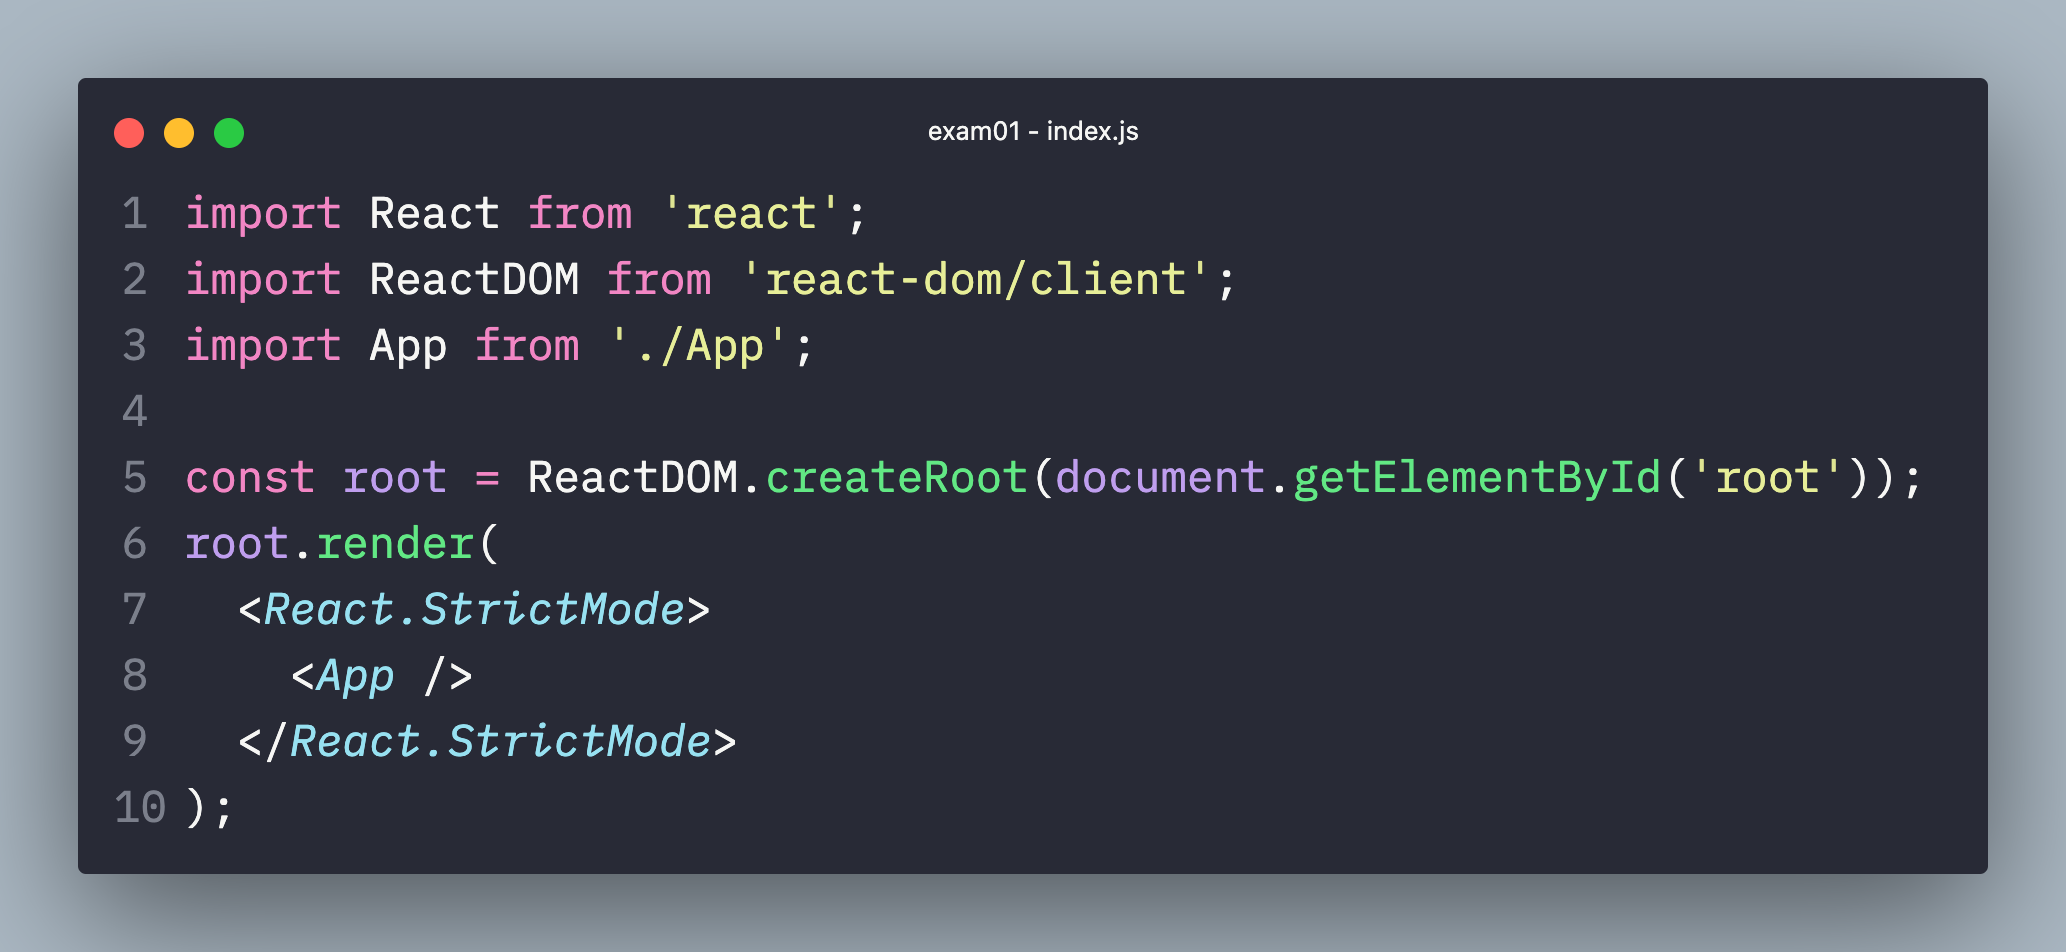 exam01 - index.js
1 import React from 'react';
2 import ReactDOM from 'react-dom/client';
3 import App from './App';
4
5 const root = ReactDOM.createRoot(document.getElementById('root'));
6 root.render(
7   <React.StrictMode>
8     <App />
9   </React.StrictMode>
10 );